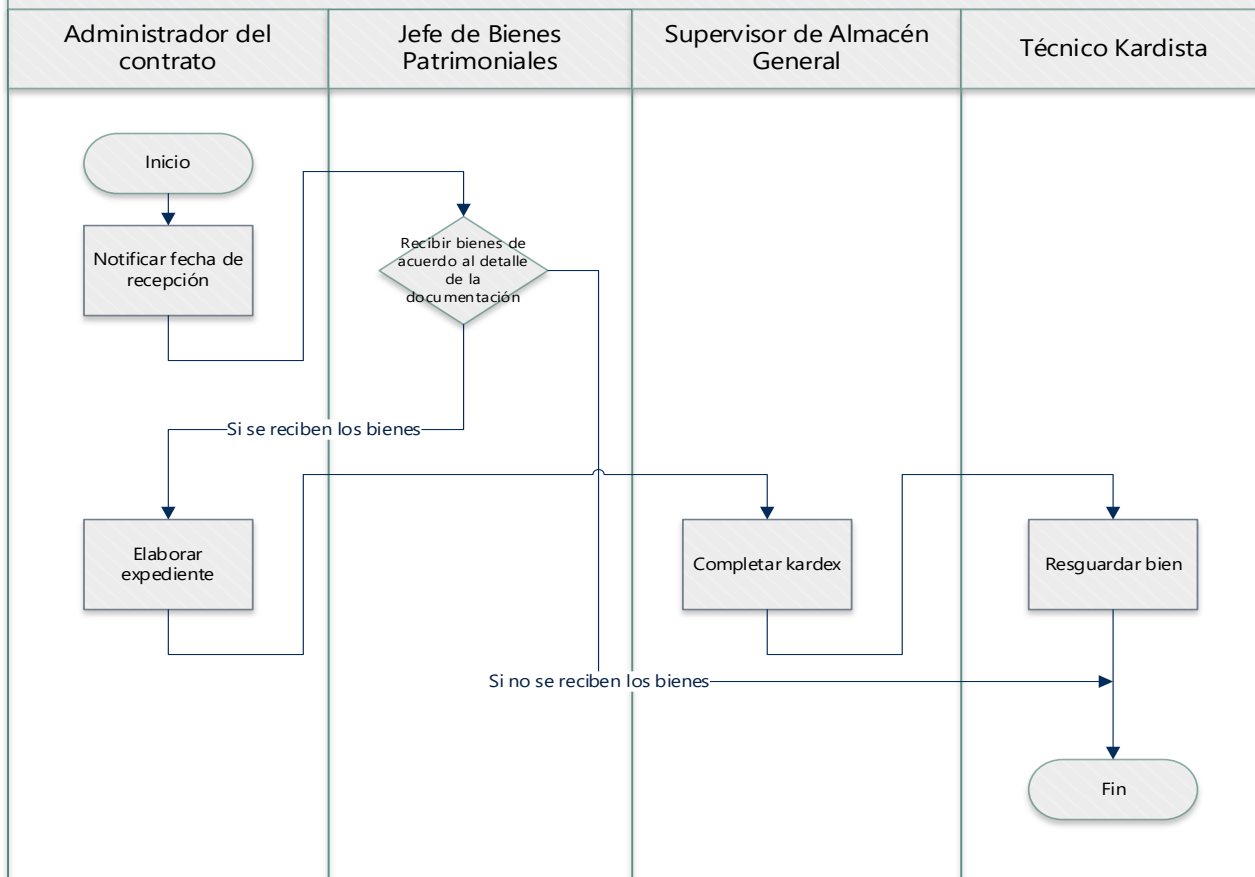 Administrador del
contrato
Jefe de Bienes
Patrimoniales
Supervisor de Almacén
General
Técnico Kardista
Inicio
Notificar fecha de
recepción
Recibir bienes de
acuerdo al detalle
de la
documentación
Si se reciben los bienes
Elaborar
expediente
Completar kardex
Resguardar bien
Si no se reciben los bienes
Fin